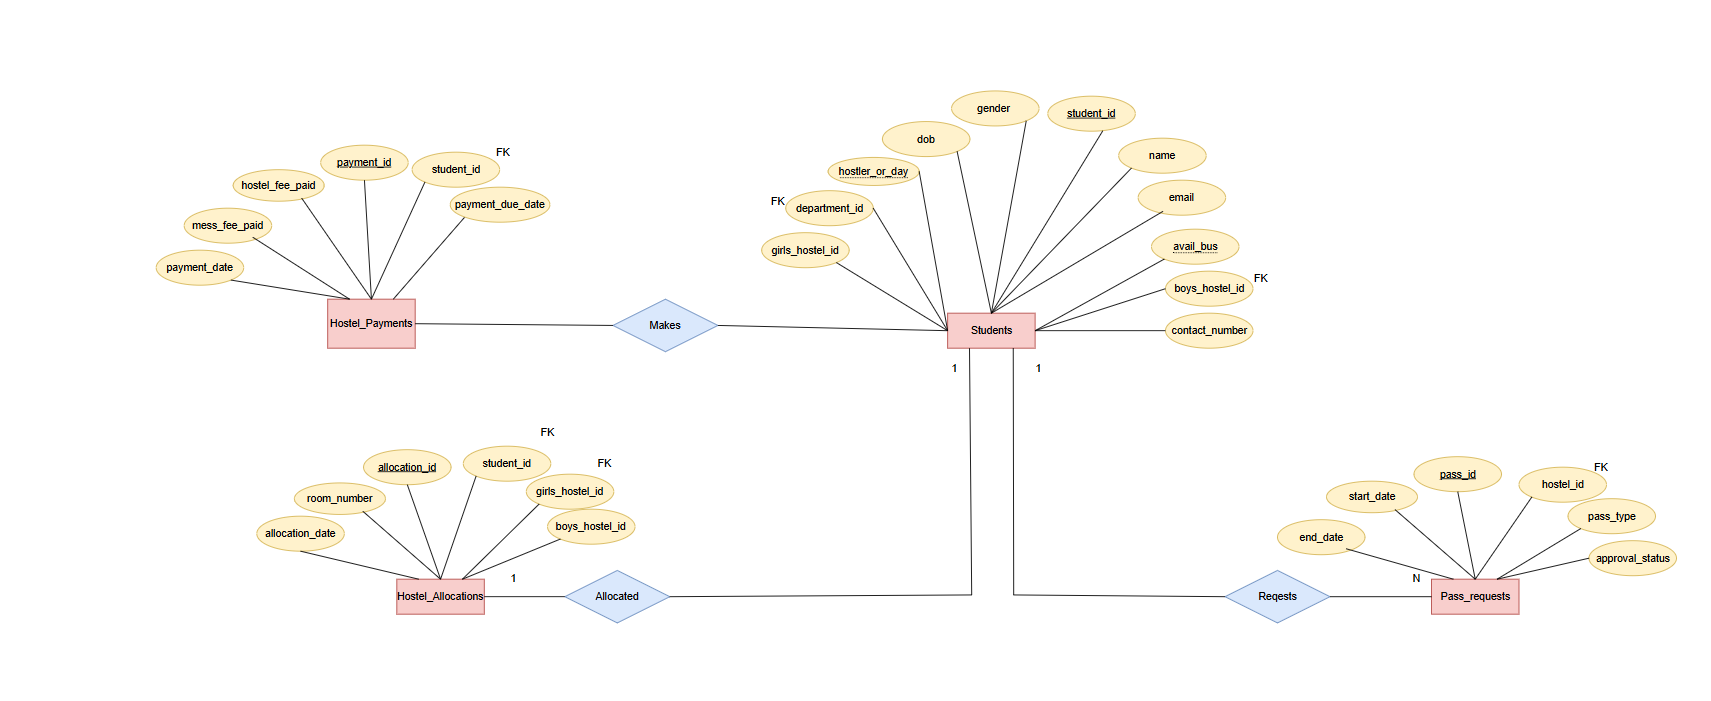 gender
student_id
dob
name
hostler_or_day
email
FK
department_id
girls_hostel_id
avail_bus
boys_hostel_id
FK
contact_number
Students
1
1
FK
payment_id
student_id
hostel_fee_paid
payment_due_date
mess_fee_paid
payment_date
Hostel_Payments
Makes
FK
student_id
FK
allocation_id
girls_hostel_id
room_number
boys_hostel_id
allocation_date
1
Hostel_Allocations
Allocated
FK
pass_id
hostel_id
start_date
pass_type
end_date
approval_status
N
Reqests
Pass_requests